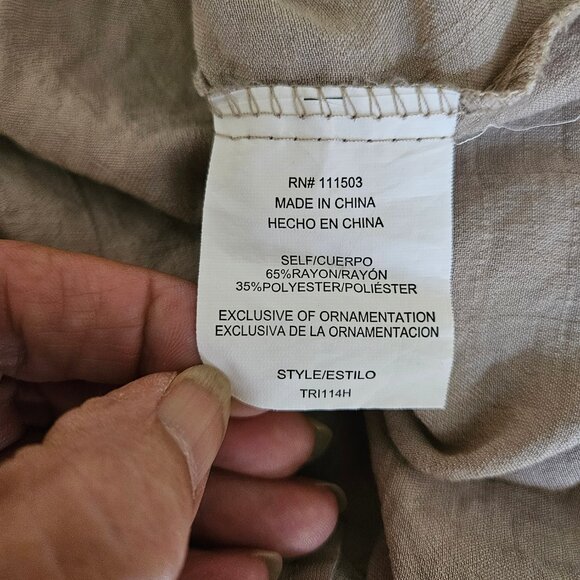 RN# 111503
MADE IN CHINA
HECHO EN CHINA
SELF/CUERPO
65%RAYON/RAYÓN
35%POLYESTER/POLIÉSTER
EXCLUSIVE OF ORNAMENTATION
EXCLUSIVA DE LA ORNAMENTACION
STYLE/ESTILO
TRI114H